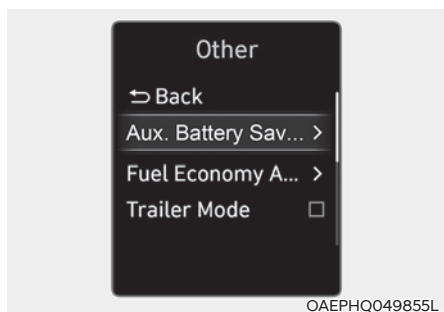 Other
⮌ Back
Aux. Battery Sav... >
Fuel Economy A... >
Trailer Mode ☐
OAEPHQ049855L